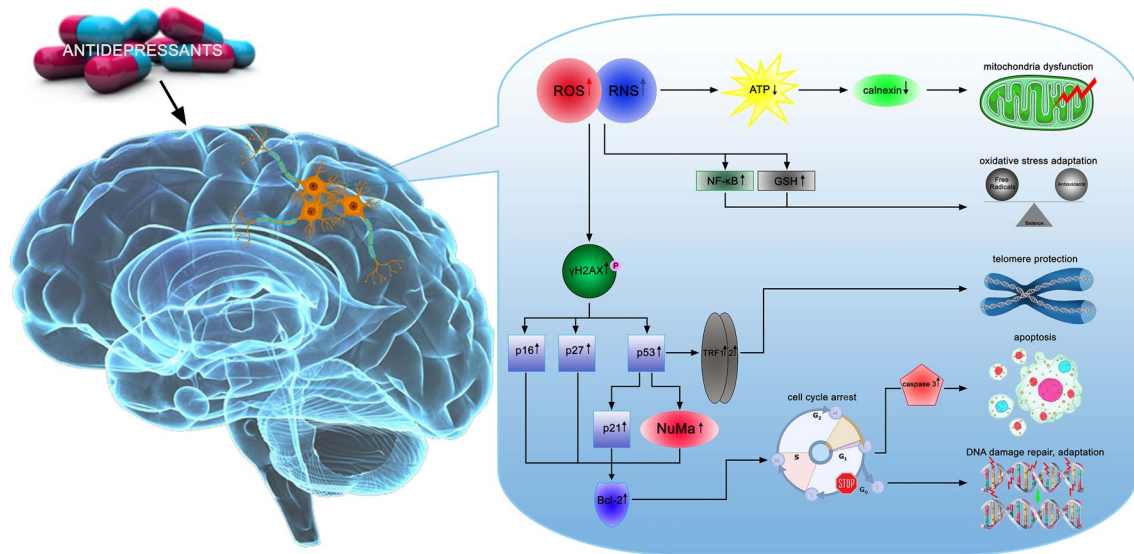 ANTIDEPRESSANTS
ROS↑
RNS↑
ATP↓
calnexin↓
mitochondria dysfunction
NF-κB↑
GSH↑
oxidative stress adaptation
Free
Radicals
Antioxidants
Balance
γH2AX↑
P
telomere protection
p16↑
p27↑
p53↑
TRF1↑ 2↑
apoptosis
caspase 3↑
cell cycle arrest
p21↑
NuMa↑
G₂
S
G₁
STOP
G₀
DNA damage repair, adaptation
Bcl-2↑